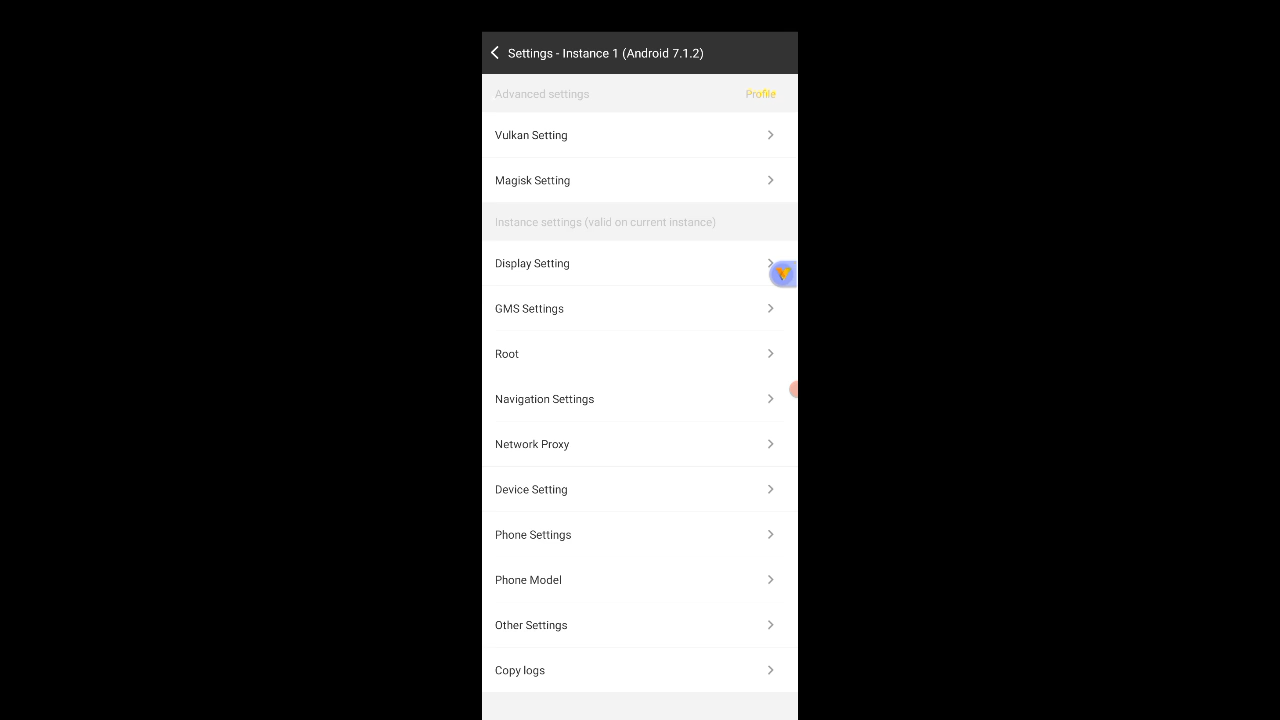 Settings - Instance 1 (Android 7.1.2)
Advanced settings Profile
Vulkan Setting
Magisk Setting
Instance settings (valid on current instance)
Display Setting
GMS Settings
Root
Navigation Settings
Network Proxy
Device Setting
Phone Settings
Phone Model
Other Settings
Copy logs